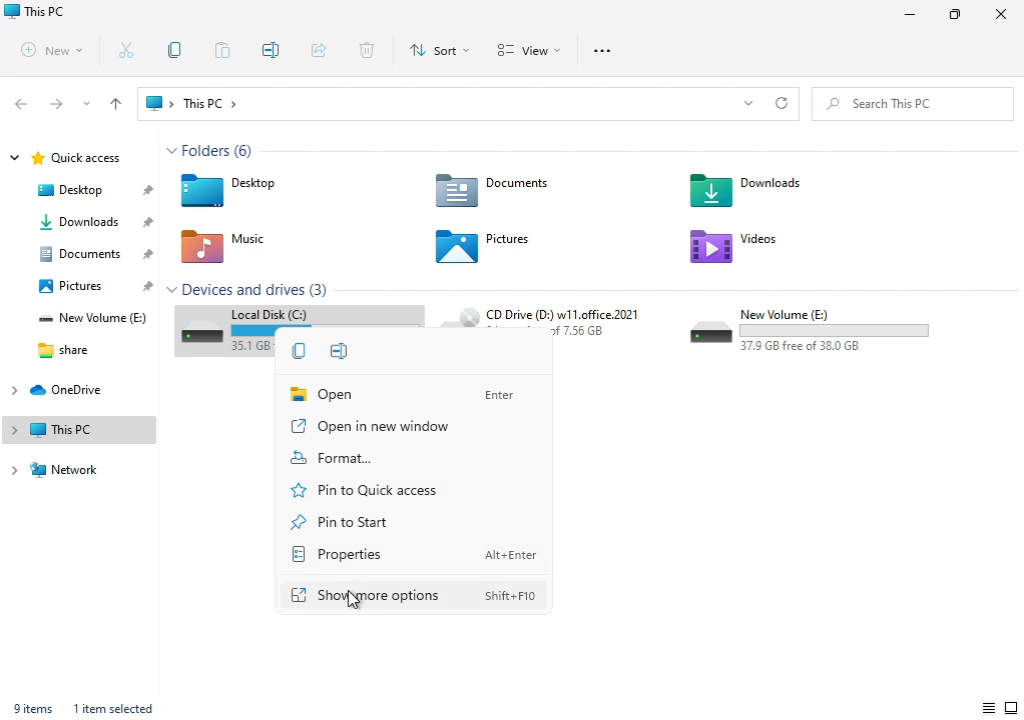 This PC
New
Sort
View
This PC
Search This PC
Quick access
Desktop
Downloads
Documents
Pictures
New Volume (E:)
share
OneDrive
This PC
Network
Folders (6)
Desktop
Documents
Downloads
Music
Pictures
Videos
Devices and drives (3)
Local Disk (C:)
35.1 GB
CD Drive (D:) w11.office.2021
of 7.56 GB
New Volume (E:)
37.9 GB free of 38.0 GB
Open Enter
Open in new window
Format...
Pin to Quick access
Pin to Start
Properties Alt+Enter
Show more options Shift+F10
9 items 1 item selected